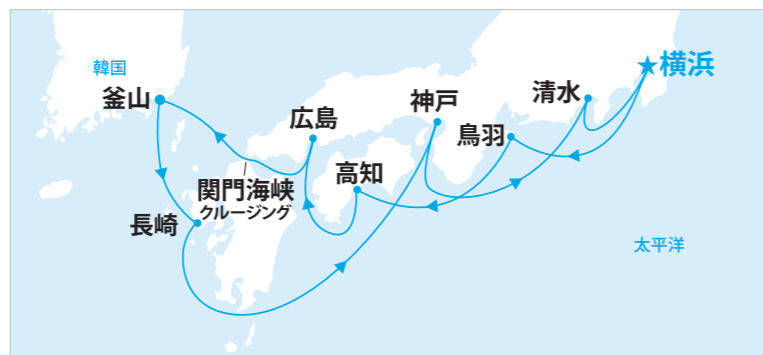 韓国
釜山
広島
神戸
清水
★横浜
鳥羽
高知
関門海峡
クルージング
長崎
太平洋